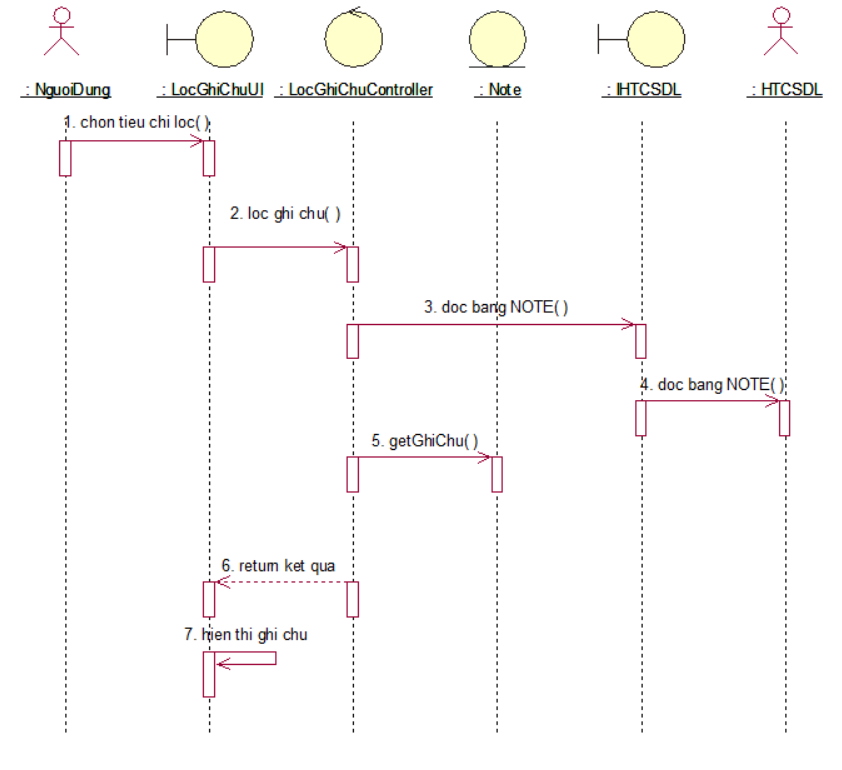 : NguoiDung
: LocGhiChuUI
: LocGhiChuController
: Note
: IHTCSDL
: HTCSDL
1. chon tieu chi loc( )
2. loc ghi chu( )
3. doc bang NOTE( )
4. doc bang NOTE( )
5. getGhiChu( )
6. return ket qua
7. hien thi ghi chu